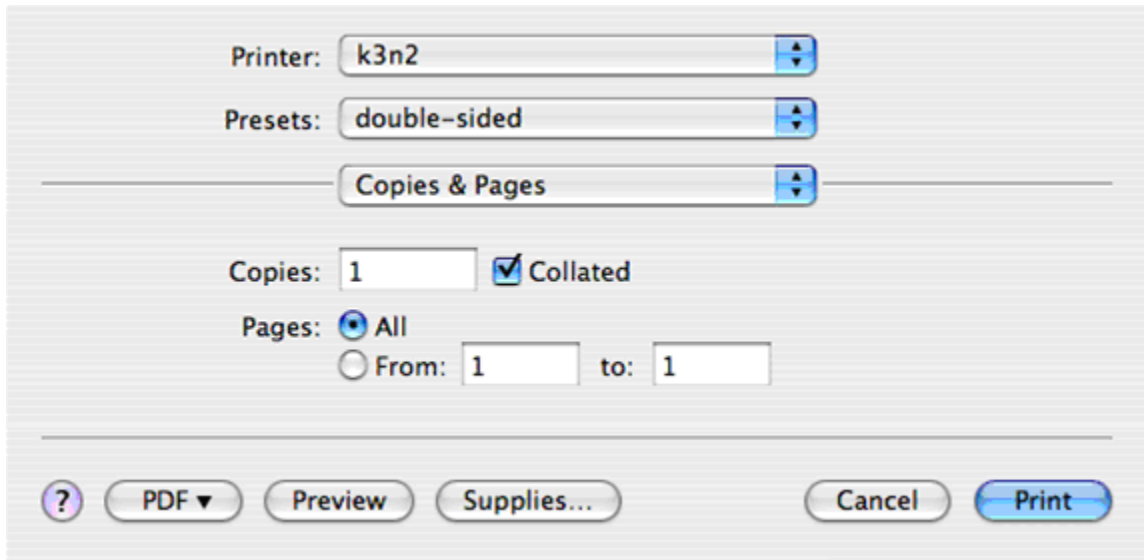 Printer: k3n2
Presets: double-sided
Copies & Pages
Copies: 1 Collated
Pages: All
From: 1 to: 1
? PDF ▼ Preview Supplies... Cancel Print